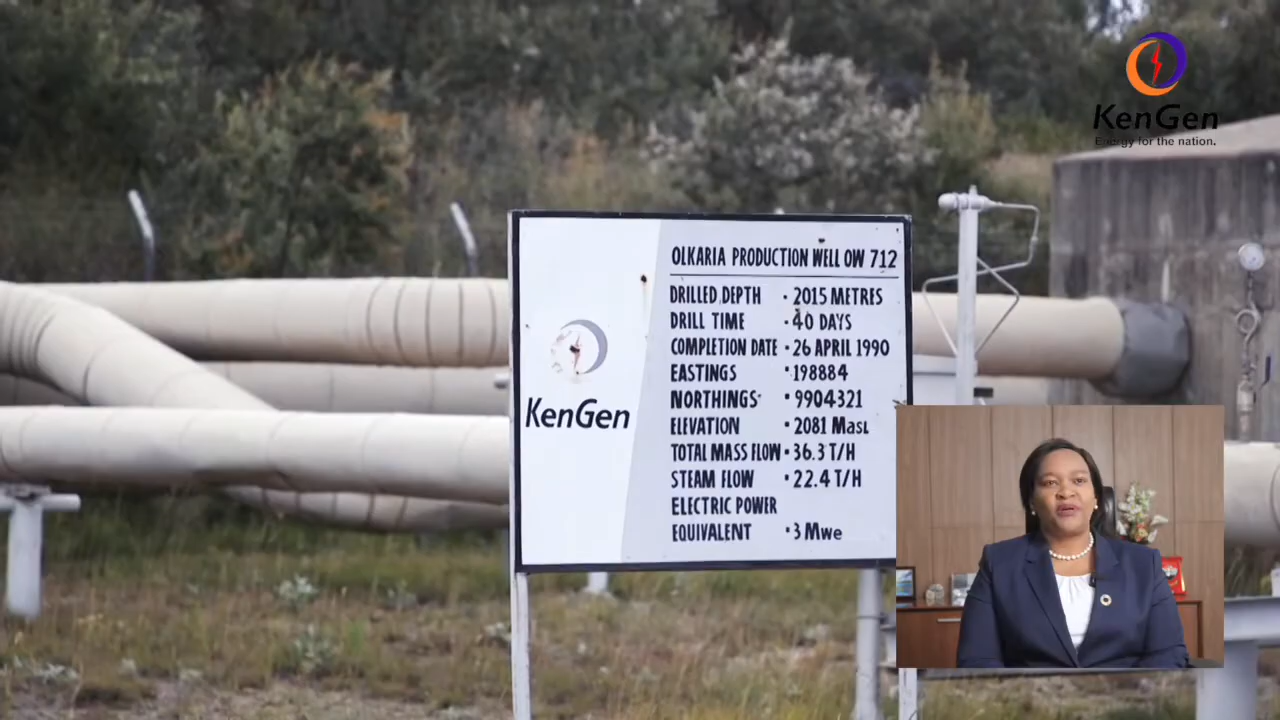 KenGen
Energy for the nation.
OLKARIA PRODUCTION WELL OW 712
DRILLED DEPTH • 2015 METRES
DRILL TIME • 40 DAYS
COMPLETION DATE • 26 APRIL 1990
EASTINGS • 198884
NORTHINGS • 9904321
ELEVATION • 2081 MASL
TOTAL MASS FLOW • 36.3 T/H
STEAM FLOW • 22.4 T/H
ELECTRIC POWER
EQUIVALENT • 3 Mwe
KenGen